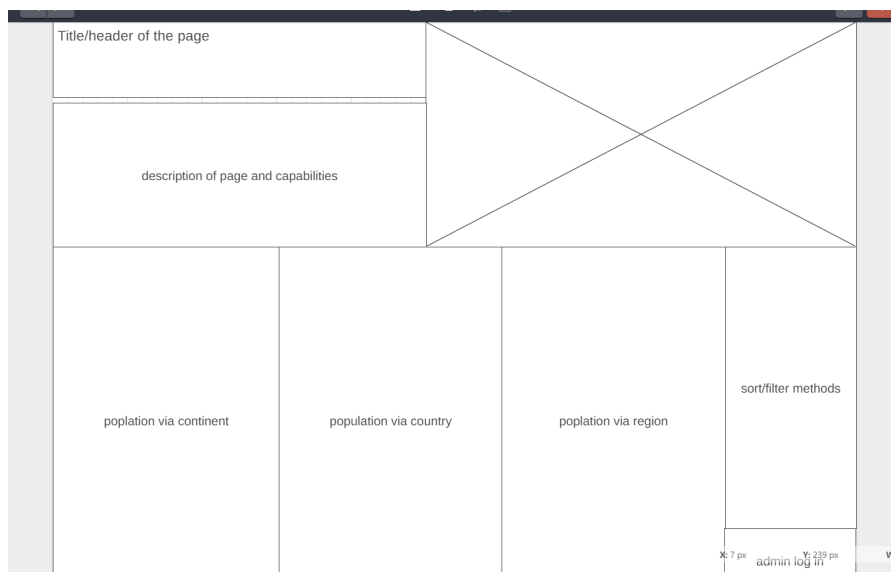 Title/header of the page
description of page and capabilities
poplation via continent
population via country
poplation via region
sort/filter methods
X: 7 px
Y: 239 px
W
admin log in